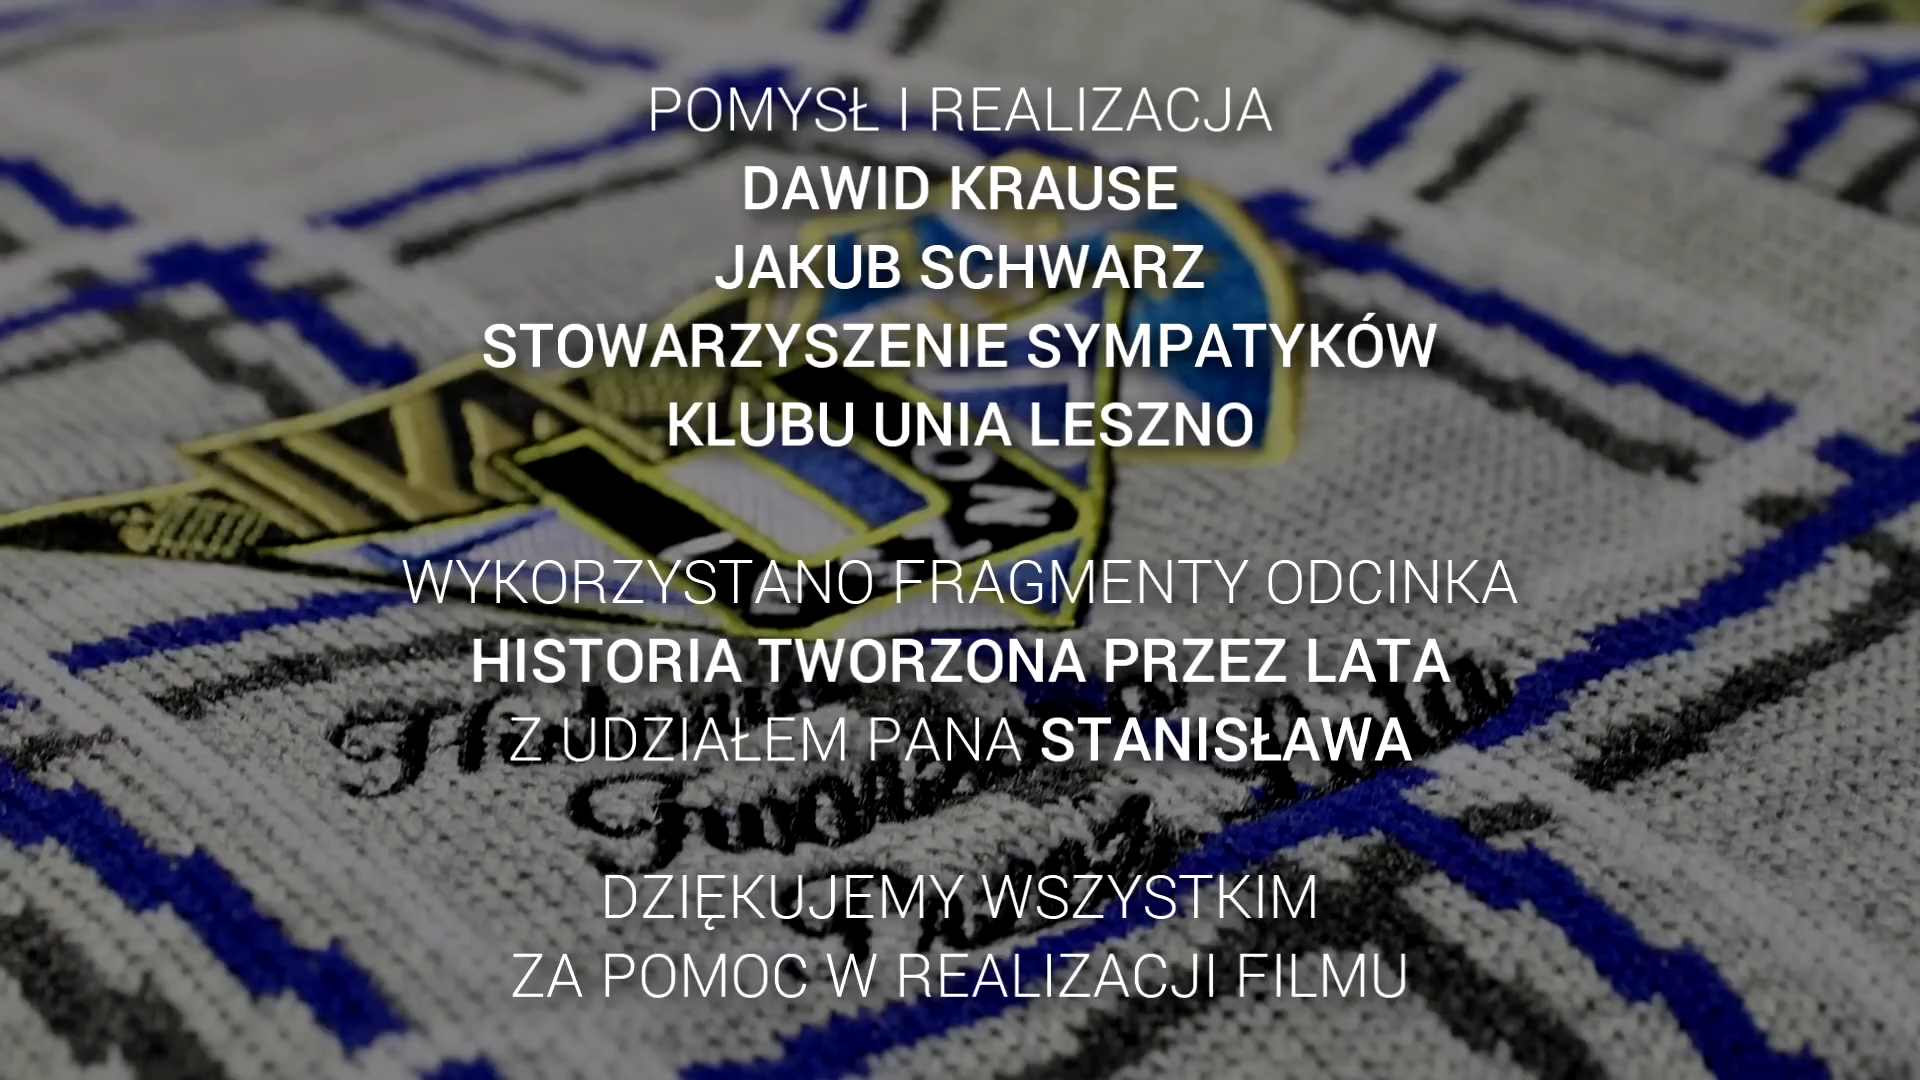 POMYSŁ I REALIZACJA
DAWID KRAUSE
JAKUB SCHWARZ
STOWARZYSZENIE SYMPATYKÓW
KLUBU UNIA LESZNO
WYKORZYSTANO FRAGMENTY ODCINKA
HISTORIA TWORZONA PRZEZ LATA
Z UDZIAŁEM PANA STANISŁAWA
DZIĘKUJEMY WSZYSTKIM
ZA POMOC W REALIZACJI FILMU